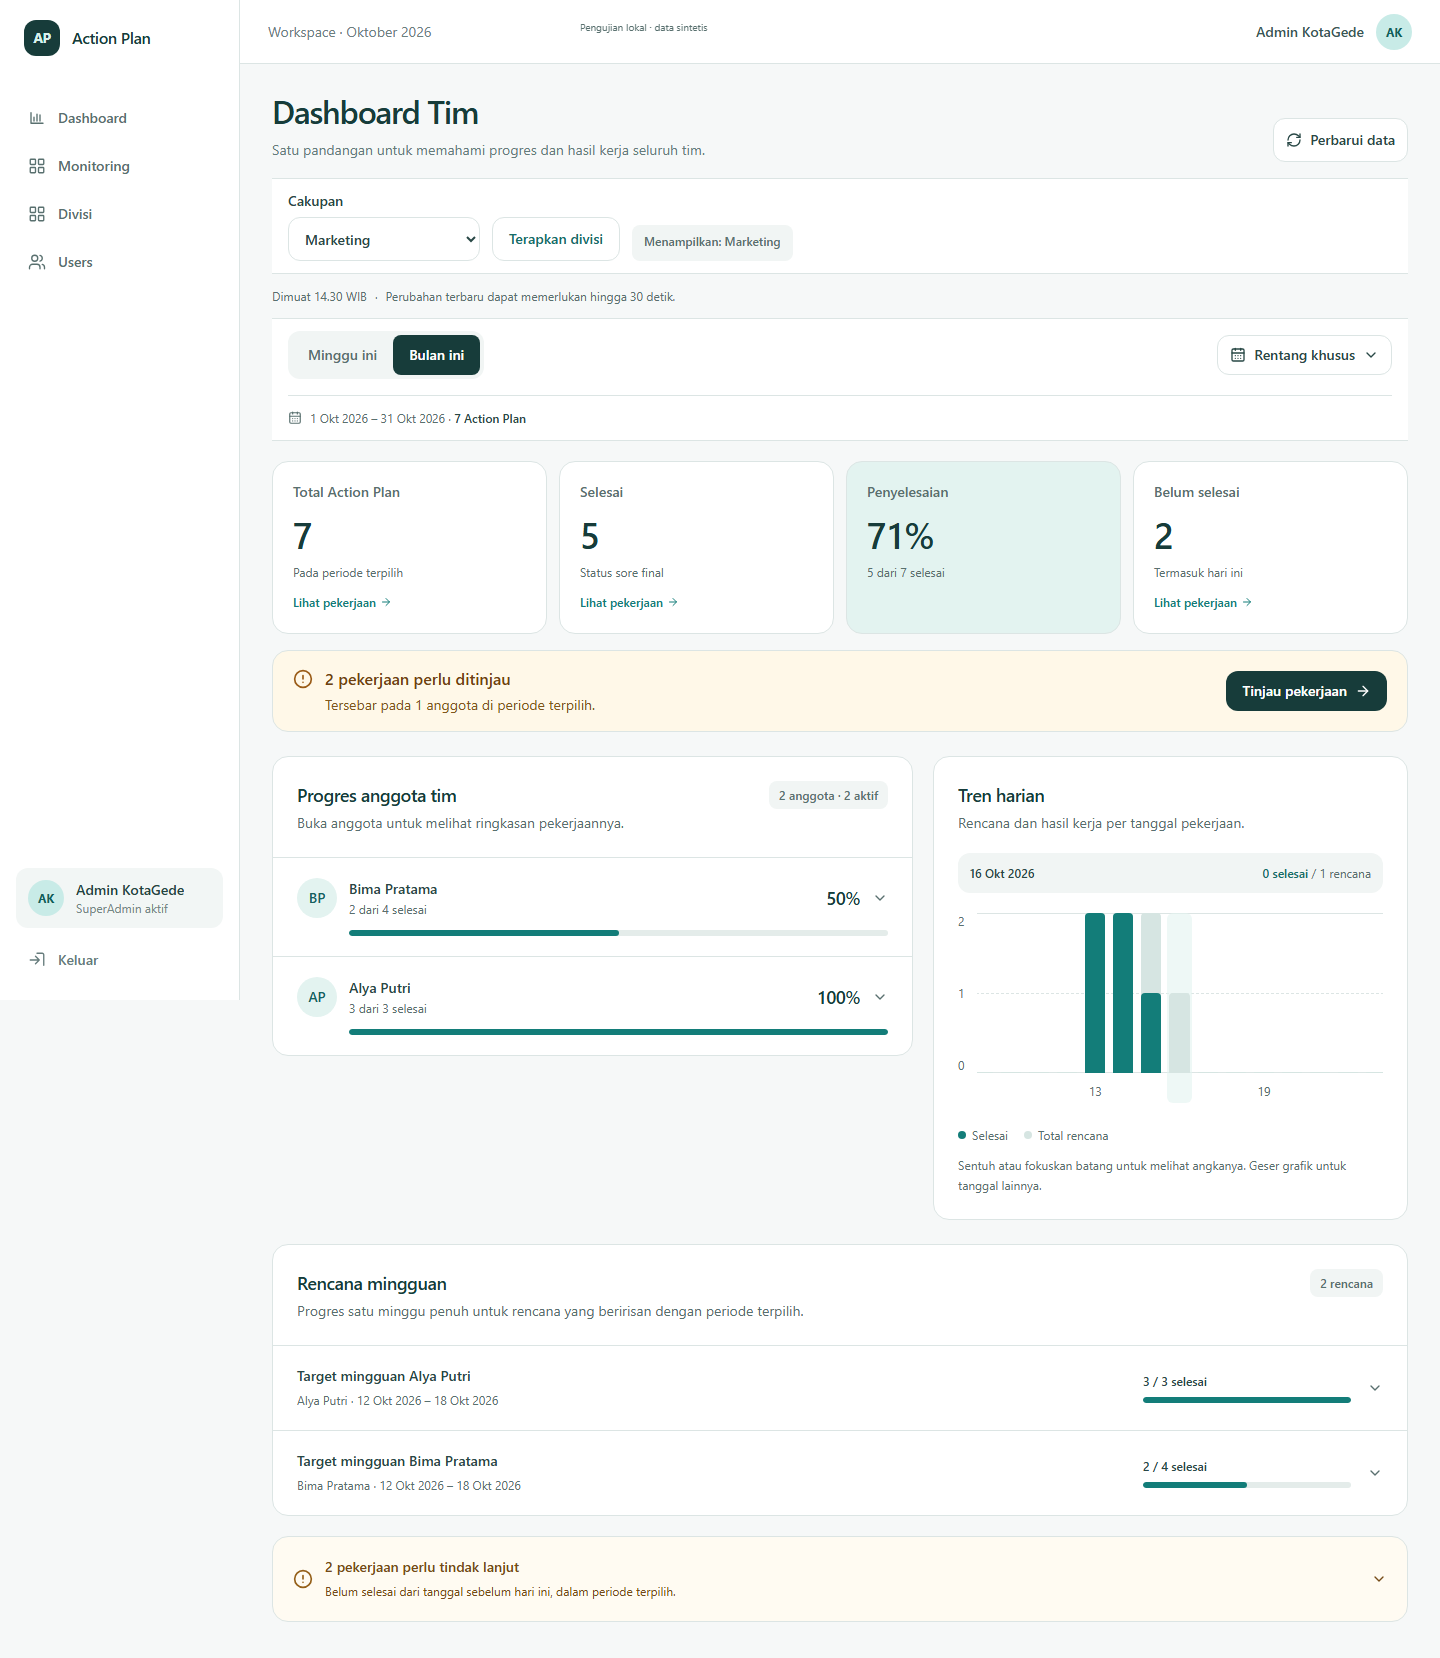 AP Action Plan
Dashboard
Monitoring
Divisi
Users
AK Admin KotaGede
SuperAdmin aktif
Keluar
Workspace · Oktober 2026
Pengujian lokal · data sintetis
Admin KotaGede AK
Dashboard Tim
Satu pandangan untuk memahami progres dan hasil kerja seluruh tim.
Perbarui data
Cakupan
Marketing
Terapkan divisi
Menampilkan: Marketing
Dimuat 14.30 WIB · Perubahan terbaru dapat memerlukan hingga 30 detik.
Minggu ini
Bulan ini
Rentang khusus
1 Okt 2026 – 31 Okt 2026 · 7 Action Plan
Total Action Plan
7
Pada periode terpilih
Lihat pekerjaan →
Selesai
5
Status sore final
Lihat pekerjaan →
Penyelesaian
71%
5 dari 7 selesai
Belum selesai
2
Termasuk hari ini
Lihat pekerjaan →
2 pekerjaan perlu ditinjau
Tersebar pada 1 anggota di periode terpilih.
Tinjau pekerjaan →
Progres anggota tim
2 anggota · 2 aktif
Buka anggota untuk melihat ringkasan pekerjaannya.
BP
Bima Pratama
2 dari 4 selesai
50%
AP
Alya Putri
3 dari 3 selesai
100%
Tren harian
Rencana dan hasil kerja per tanggal pekerjaan.
16 Okt 2026
0 selesai / 1 rencana
2
1
0
13
19
Selesai
Total rencana
Sentuh atau fokuskan batang untuk melihat angkanya. Geser grafik untuk
tanggal lainnya.
Rencana mingguan
2 rencana
Progres satu minggu penuh untuk rencana yang beririsan dengan periode terpilih.
Target mingguan Alya Putri
Alya Putri · 12 Okt 2026 – 18 Okt 2026
3 / 3 selesai
Target mingguan Bima Pratama
Bima Pratama · 12 Okt 2026 – 18 Okt 2026
2 / 4 selesai
2 pekerjaan perlu tindak lanjut
Belum selesai dari tanggal sebelum hari ini, dalam periode terpilih.